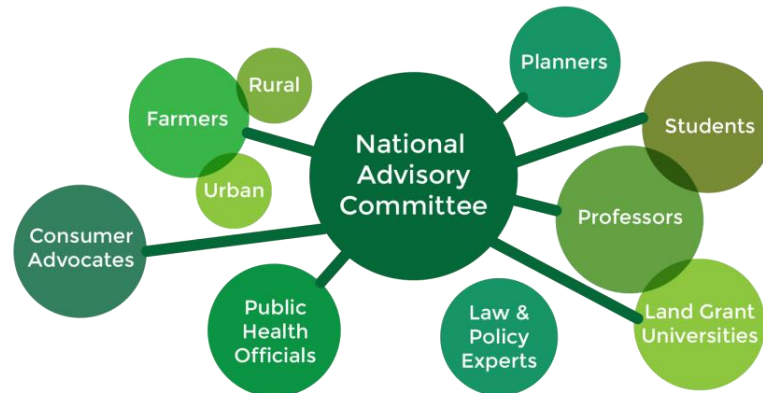 Rural
Farmers
Urban
Consumer
Advocates
Public
Health
Officials
National
Advisory
Committee
Planners
Students
Professors
Land Grant
Universities
Law &
Policy
Experts